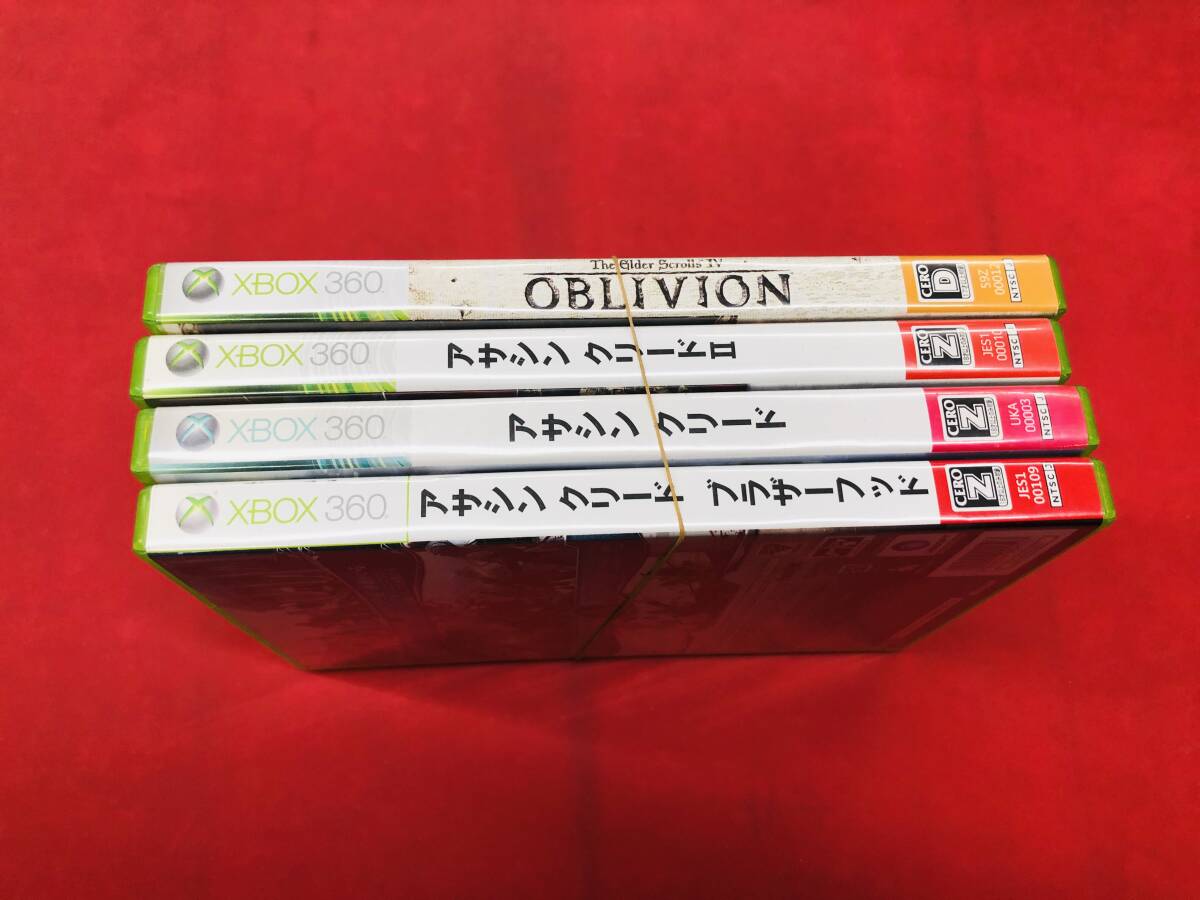 XBOX 360
The Elder Scrolls IV
OBLIVION
CERO
D
NTSC J
XBOX 360
アサシン クリードII
CERO
Z
JES1
NTSC J
XBOX 360
アサシン クリード
CERO
Z
UKA
00003
NTSC J
XBOX 360
アサシン クリード ブラザーフッド
CERO
Z
JES1
00109
NTSC J